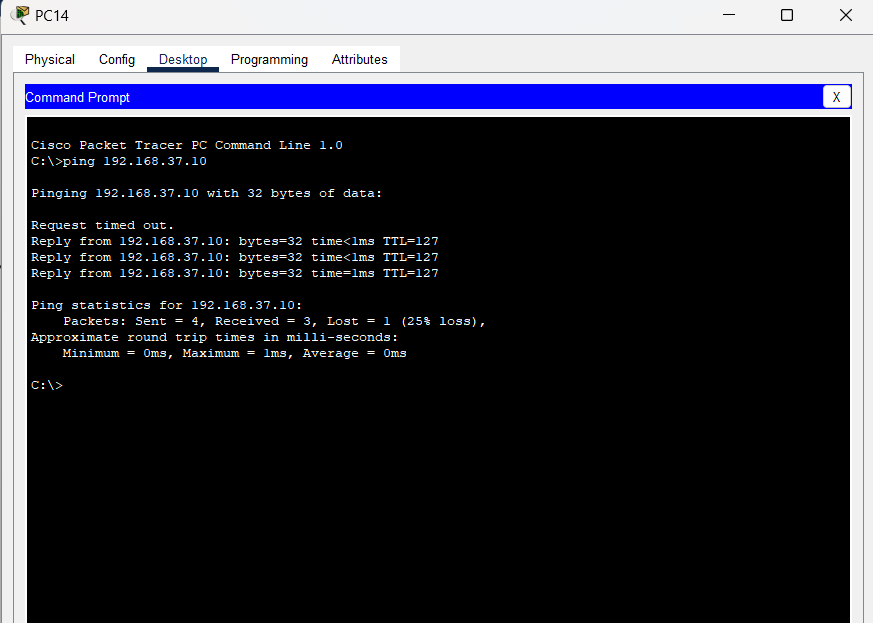 PC14
Physical Config Desktop Programming Attributes
Command Prompt X
Cisco Packet Tracer PC Command Line 1.0
C:\>ping 192.168.37.10
Pinging 192.168.37.10 with 32 bytes of data:
Request timed out.
Reply from 192.168.37.10: bytes=32 time<1ms TTL=127
Reply from 192.168.37.10: bytes=32 time<1ms TTL=127
Reply from 192.168.37.10: bytes=32 time=1ms TTL=127
Ping statistics for 192.168.37.10:
    Packets: Sent = 4, Received = 3, Lost = 1 (25% loss),
Approximate round trip times in milli-seconds:
    Minimum = 0ms, Maximum = 1ms, Average = 0ms
C:\>